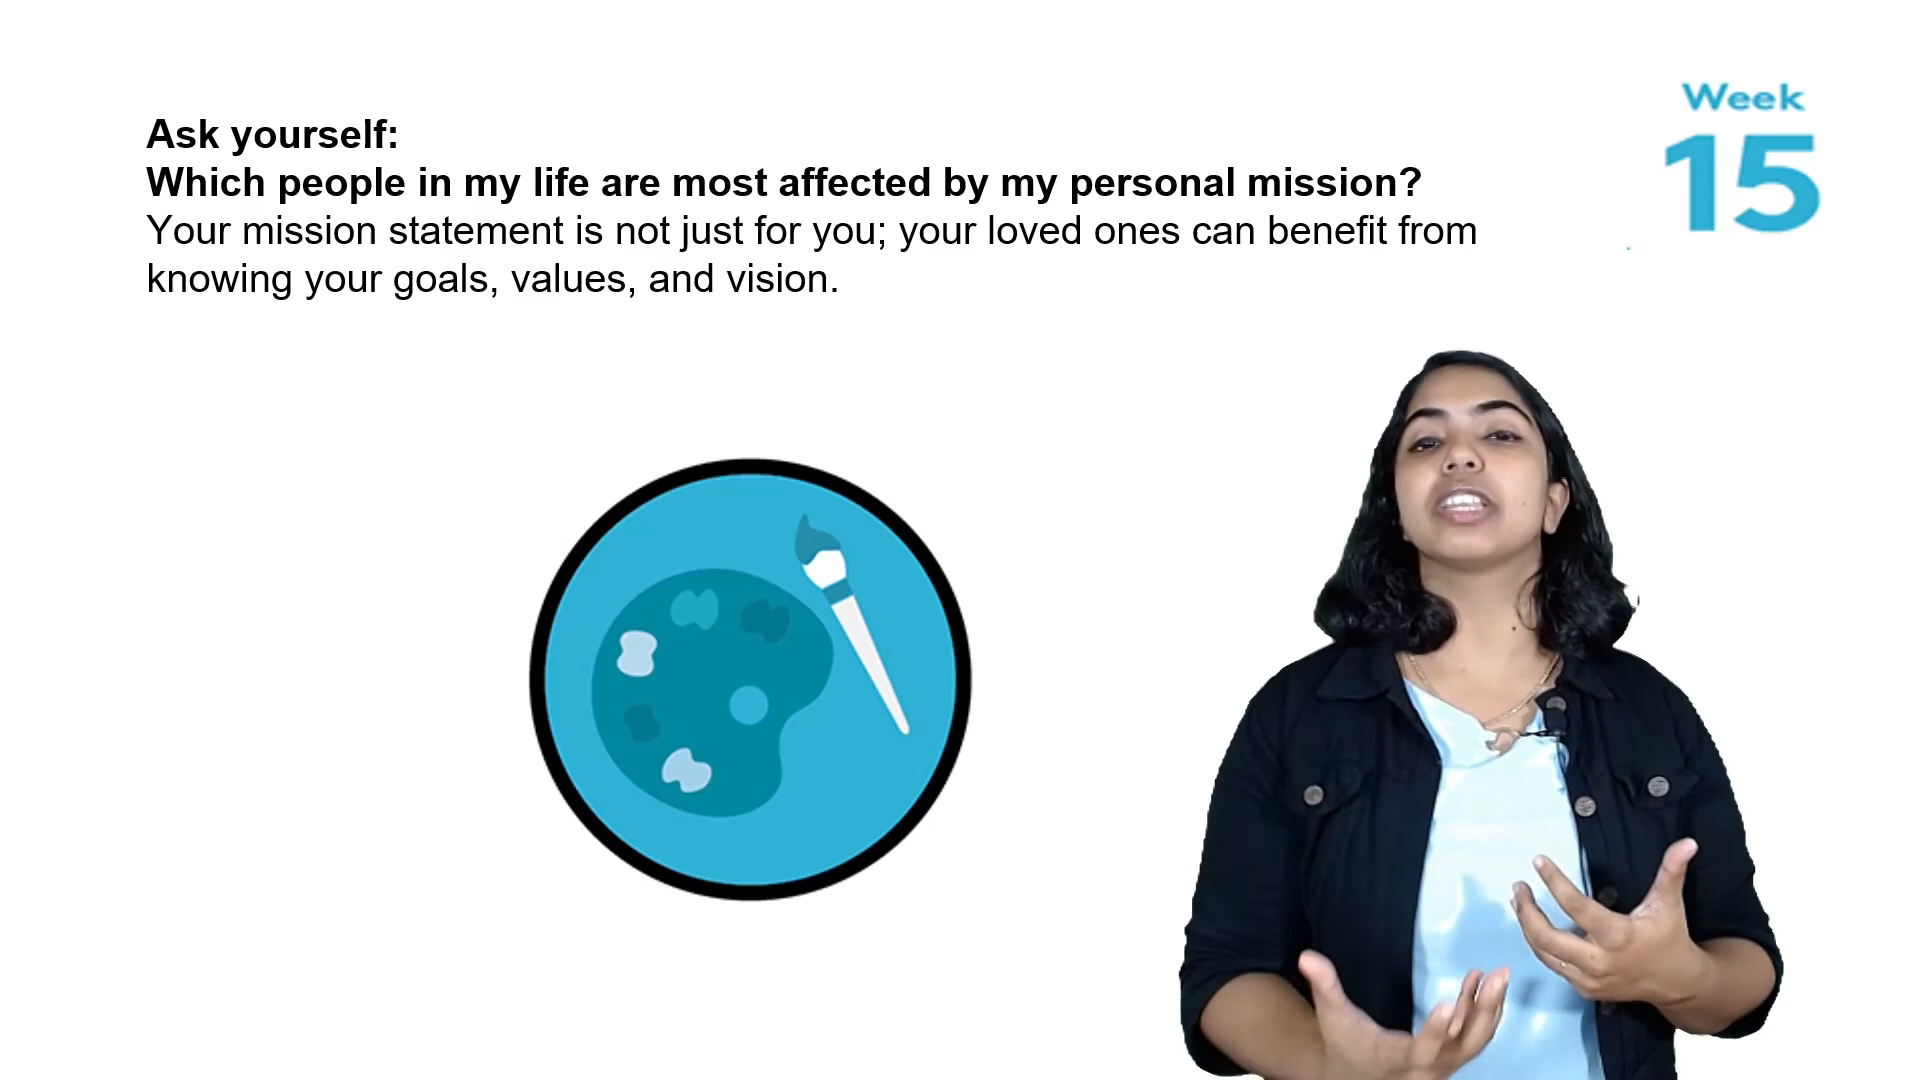 Ask yourself:
Which people in my life are most affected by my personal mission?
Your mission statement is not just for you; your loved ones can benefit from
knowing your goals, values, and vision.
Week
15